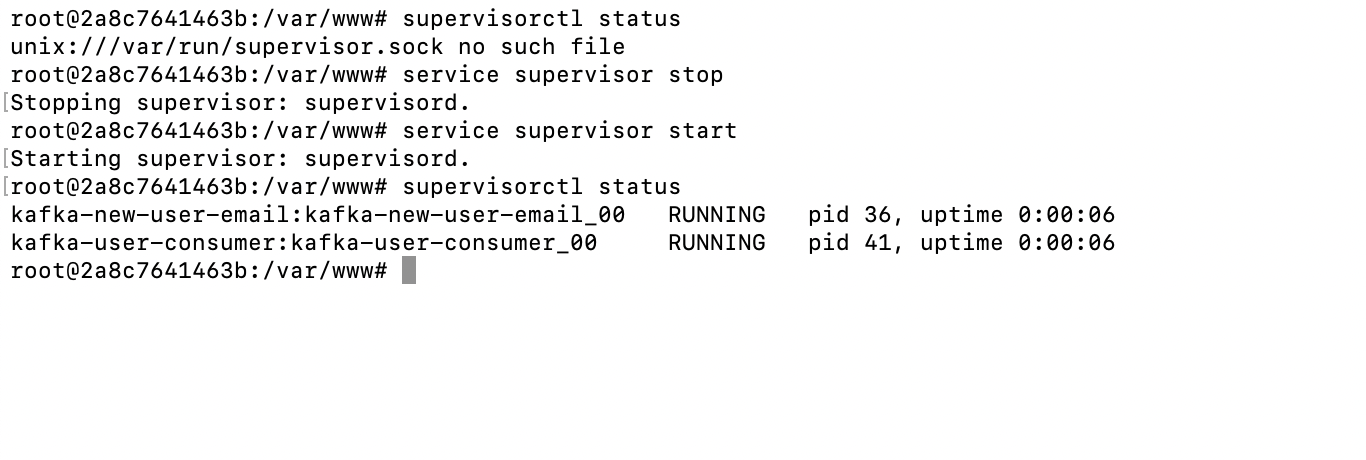 root@2a8c7641463b:/var/www# supervisorctl status
unix:///var/run/supervisor.sock no such file
root@2a8c7641463b:/var/www# service supervisor stop
[Stopping supervisor: supervisord.
root@2a8c7641463b:/var/www# service supervisor start
[Starting supervisor: supervisord.
[root@2a8c7641463b:/var/www# supervisorctl status
kafka-new-user-email:kafka-new-user-email_00   RUNNING   pid 36, uptime 0:00:06
kafka-user-consumer:kafka-user-consumer_00     RUNNING   pid 41, uptime 0:00:06
root@2a8c7641463b:/var/www#